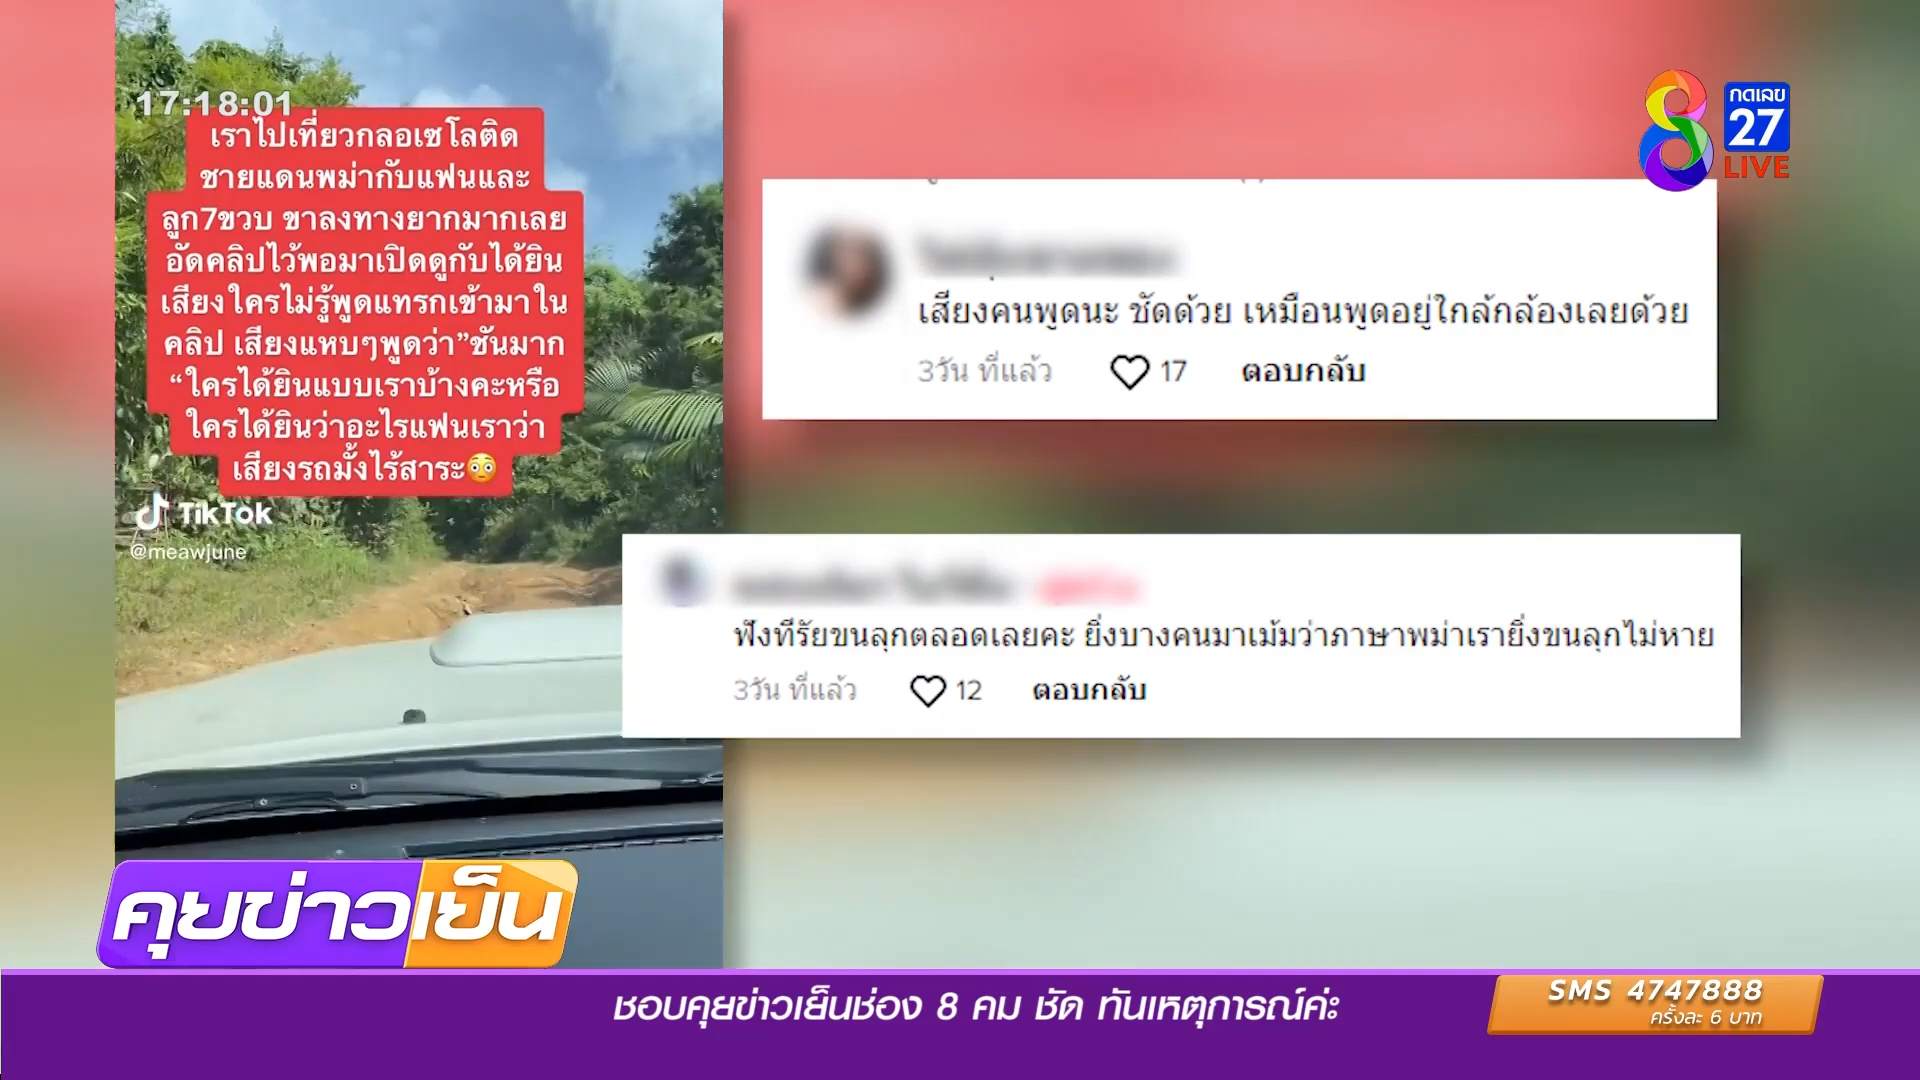 17:18:01
เราไปเที่ยวกลอเซโลติด
ชายแดนพม่ากับแฟนและ
ลูก7ขวบ ขาลงทางยากมากเลย
อัดคลิปไว้พอมาเปิดดูกับได้ยิน
เสียงใครไม่รู้พูดแทรกเข้ามาใน
คลิป เสียงแหบๆพูดว่า”ชันมาก
“ใครได้ยินแบบเราบ้างคะหรือ
ใครได้ยินว่าอะไรแฟนเราว่า
เสียงรถมั้งไร้สาระ😳
TikTok
@meawjune
เสียงคนพูดนะ ชัดด้วย เหมือนพูดอยู่ใกล้กล้องเลยด้วย
3วัน ที่แล้ว 17 ตอบกลับ
ฟังทีรัยขนลุกตลอดเลยคะ ยิ่งบางคนมาเม้มว่าภาษาพม่าเรายิ่งขนลุกไม่หาย
3วัน ที่แล้ว 12 ตอบกลับ
8
กดเลข
27
LIVE
คุยข่าวเย็น
ชอบคุยข่าวเย็นช่อง 8 คม ชัด ทันเหตุการณ์ค่ะ
SMS 4747888
ครั้งละ 6 บาท